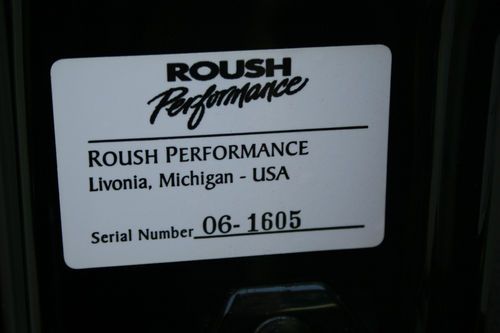 ROUSH
Performance
ROUSH PERFORMANCE
Livonia, Michigan - USA
Serial Number 06-1605